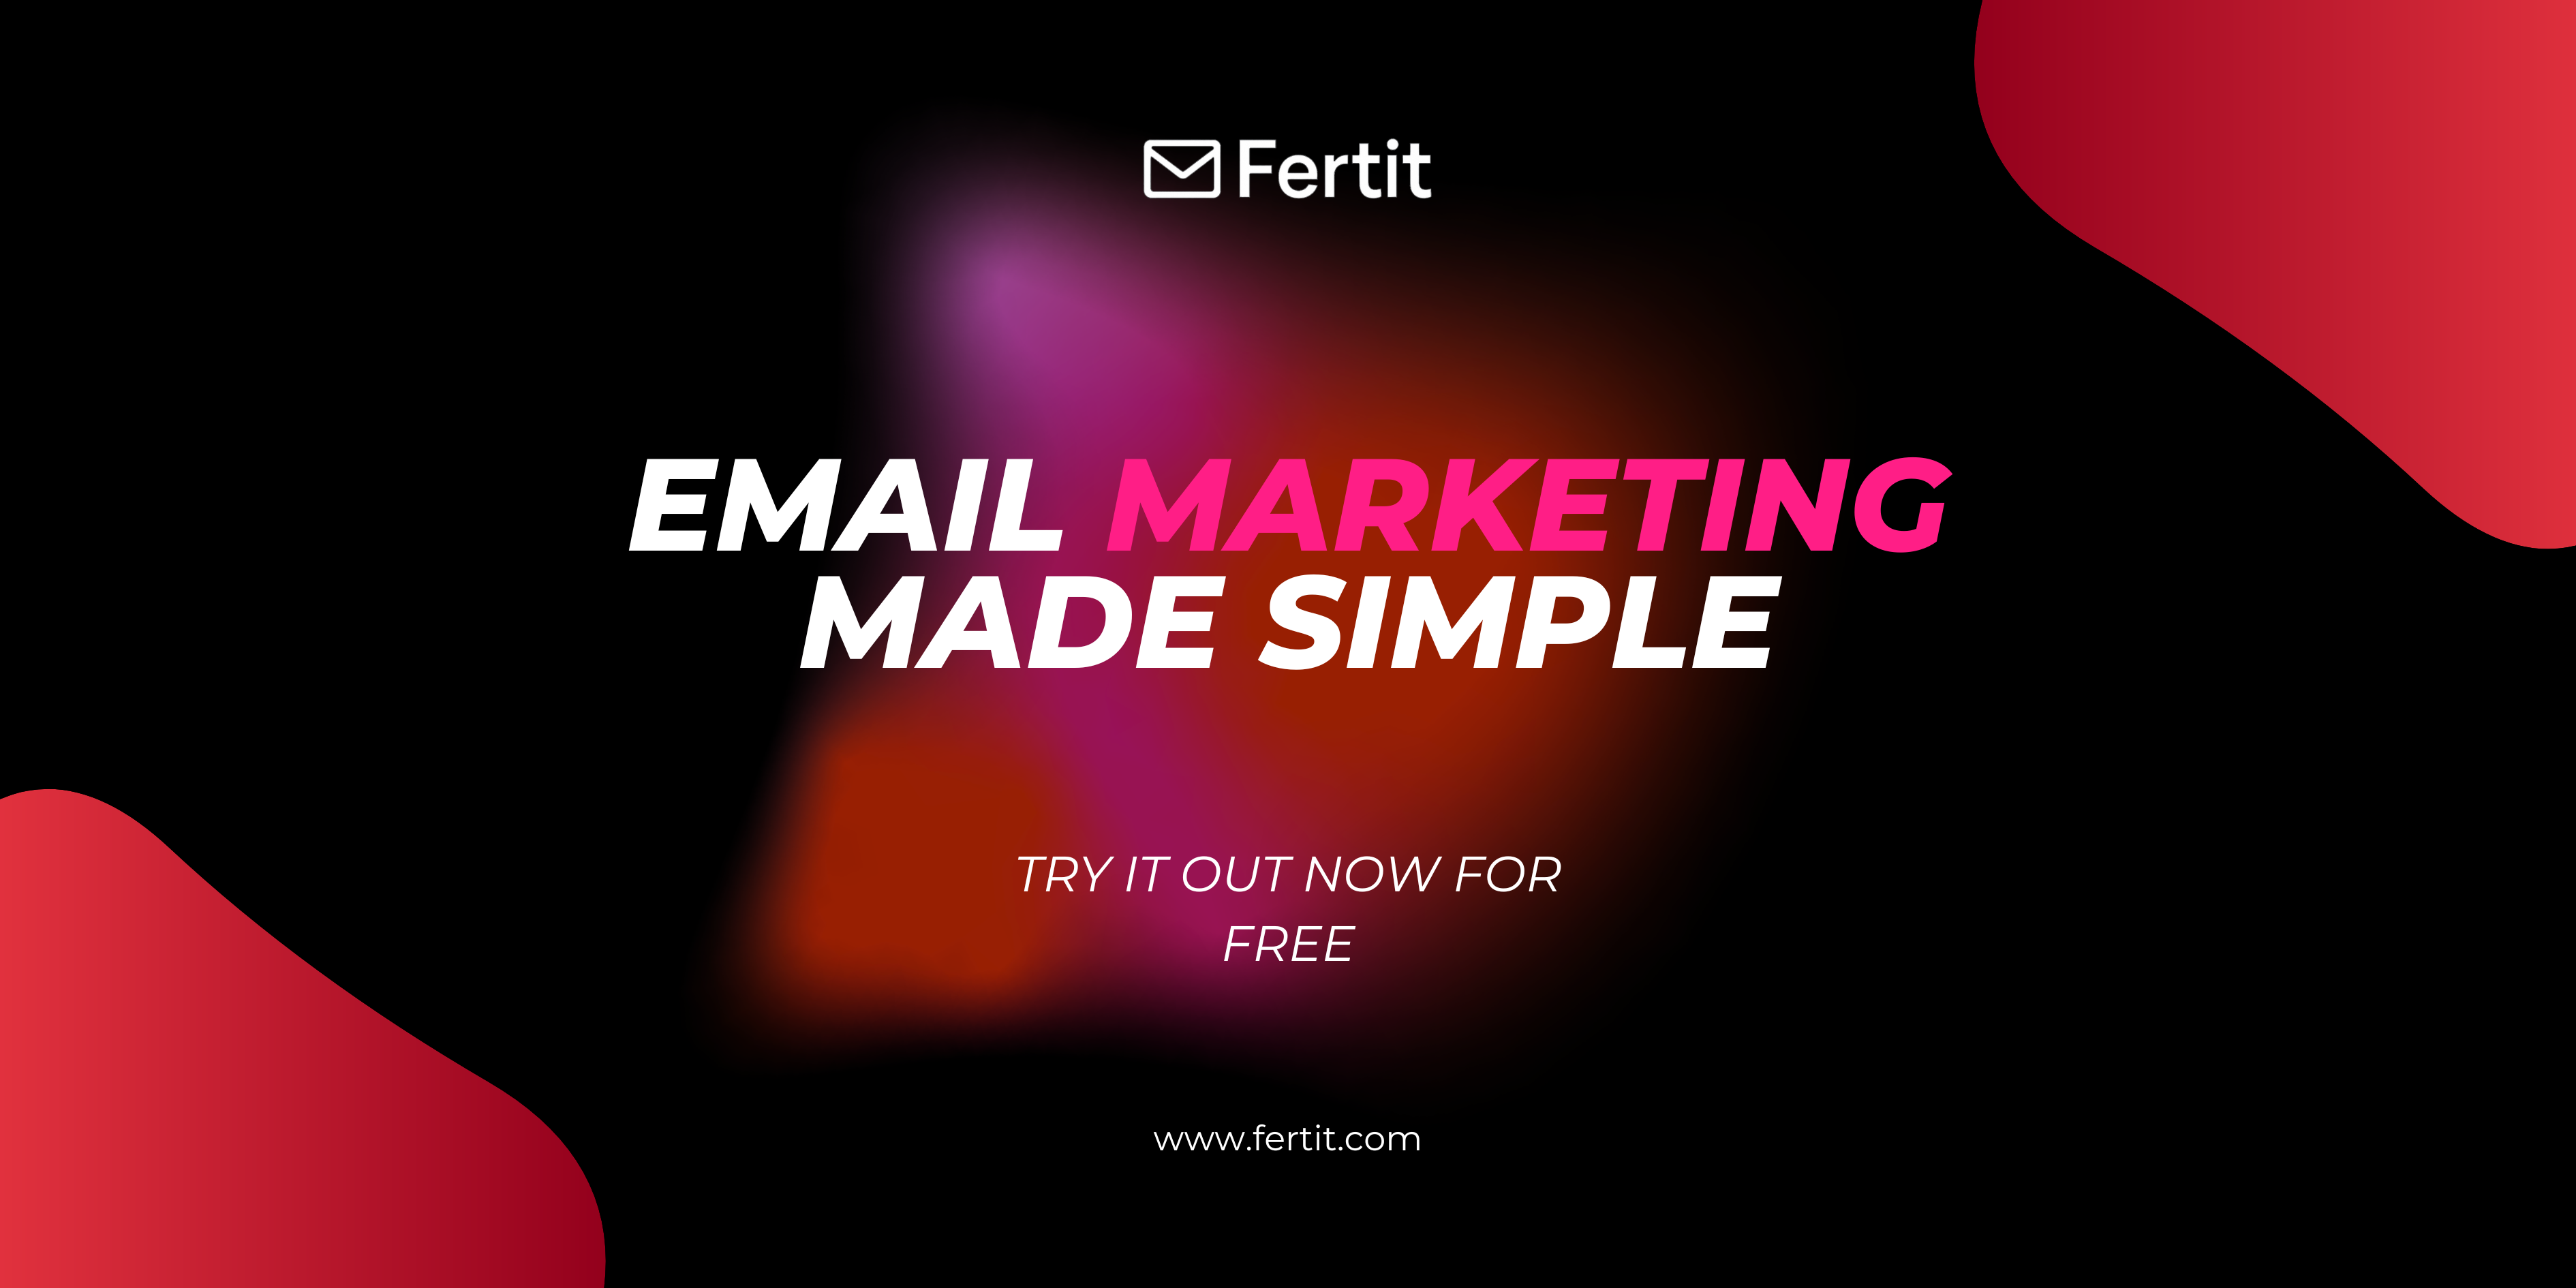 Fertit
EMAIL MARKETING
MADE SIMPLE
TRY IT OUT NOW FOR
FREE
www.fertit.com